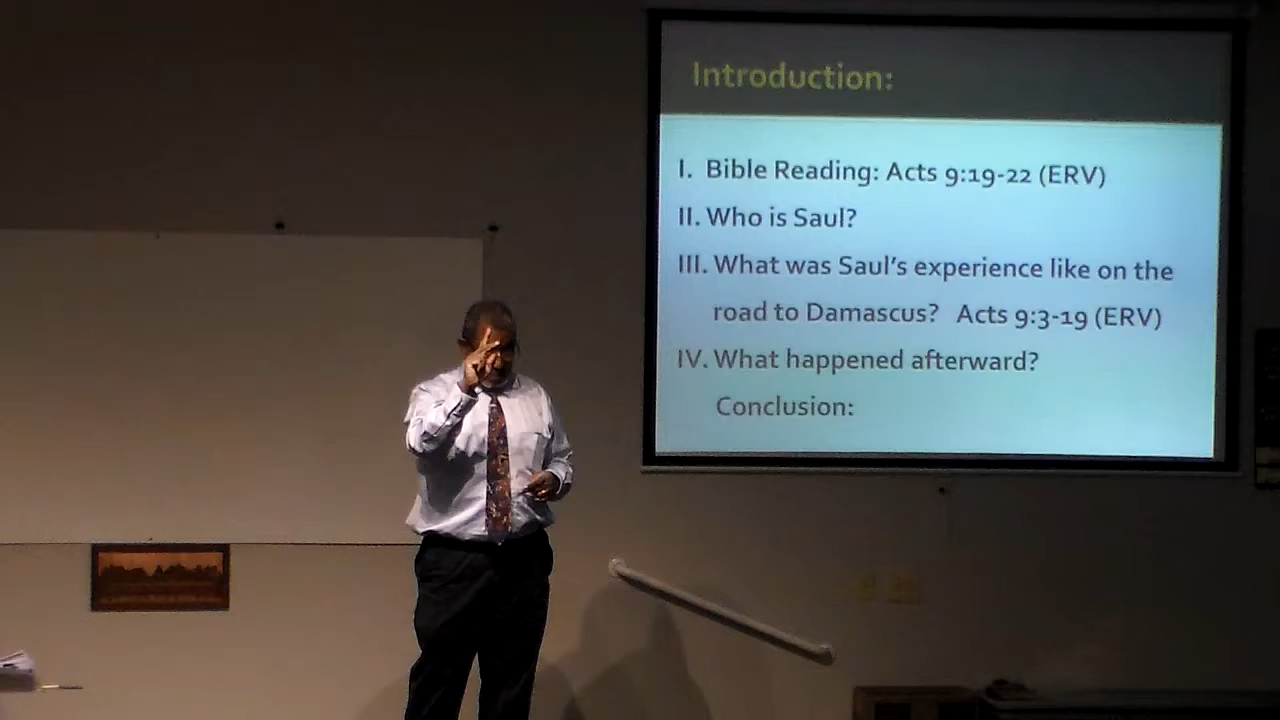 Introduction:
I. Bible Reading: Acts 9:19-22 (ERV)
II. Who is Saul?
III. What was Saul's experience like on the
road to Damascus? Acts 9:3-19 (ERV)
IV. What happened afterward?
Conclusion: